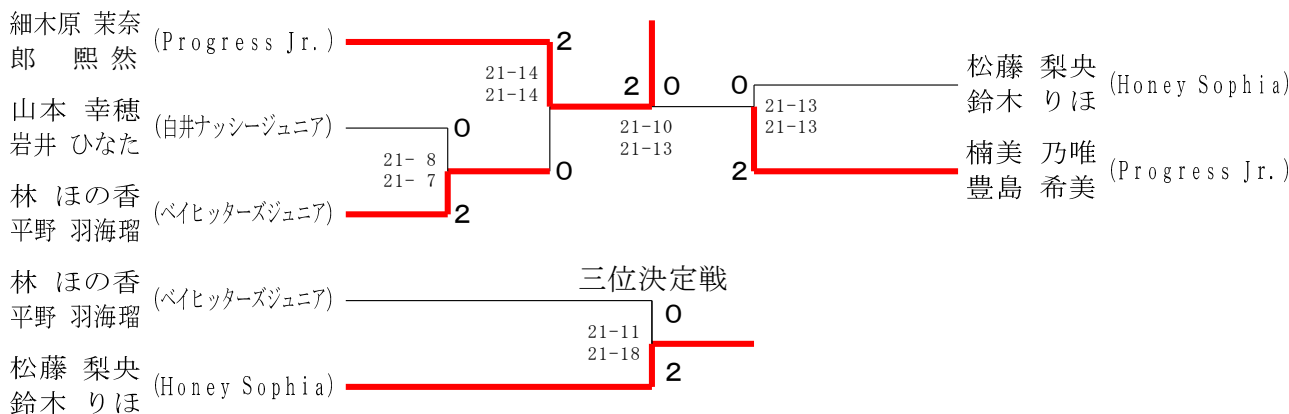 細木原 茉奈
郎 熙然
(Progress Jr.)
2
21-14
21-14
山本 幸穂
岩井 ひなた
(白井ナッシージュニア)
0
21- 8
21- 7
0
林 ほの香
平野 羽海瑠
(ベイヒッターズジュニア)
2
2 0
21-10
21-13
0
21-13
21-13
2
松藤 梨央
鈴木 りほ
(Honey Sophia)
楠美 乃唯
豊島 希美
(Progress Jr.)
三位決定戦
林 ほの香
平野 羽海瑠
(ベイヒッターズジュニア)
0
21-11
21-18
2
松藤 梨央
鈴木 りほ
(Honey Sophia)